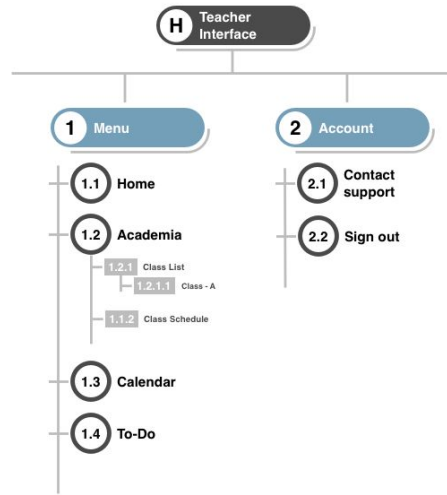 H
Teacher
Interface
1 Menu
2 Account
1.1 Home
1.2 Academia
1.2.1 Class List
1.2.1.1 Class - A
1.1.2 Class Schedule
1.3 Calendar
1.4 To-Do
2.1 Contact
support
2.2 Sign out